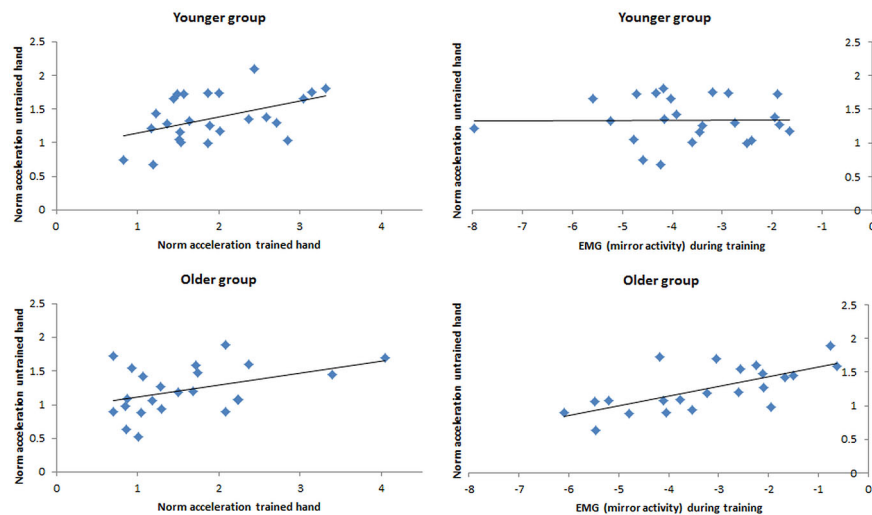 Younger group
Norm acceleration untrained hand
2.5
2
1.5
1
0.5
0
0 1 2 3 4
Norm acceleration trained hand
Younger group
Norm acceleration untrained hand
2.5
2
1.5
1
0.5
0
-8 -7 -6 -5 -4 -3 -2 -1 0
EMG (mirror activity) during training
Older group
Norm acceleration untrained hand
2.5
2
1.5
1
0.5
0
0 1 2 3 4
Norm acceleration trained hand
Older group
Norm acceleration untrained hand
2.5
2
1.5
1
0.5
0
-8 -7 -6 -5 -4 -3 -2 -1 0
EMG (mirror activity) during training